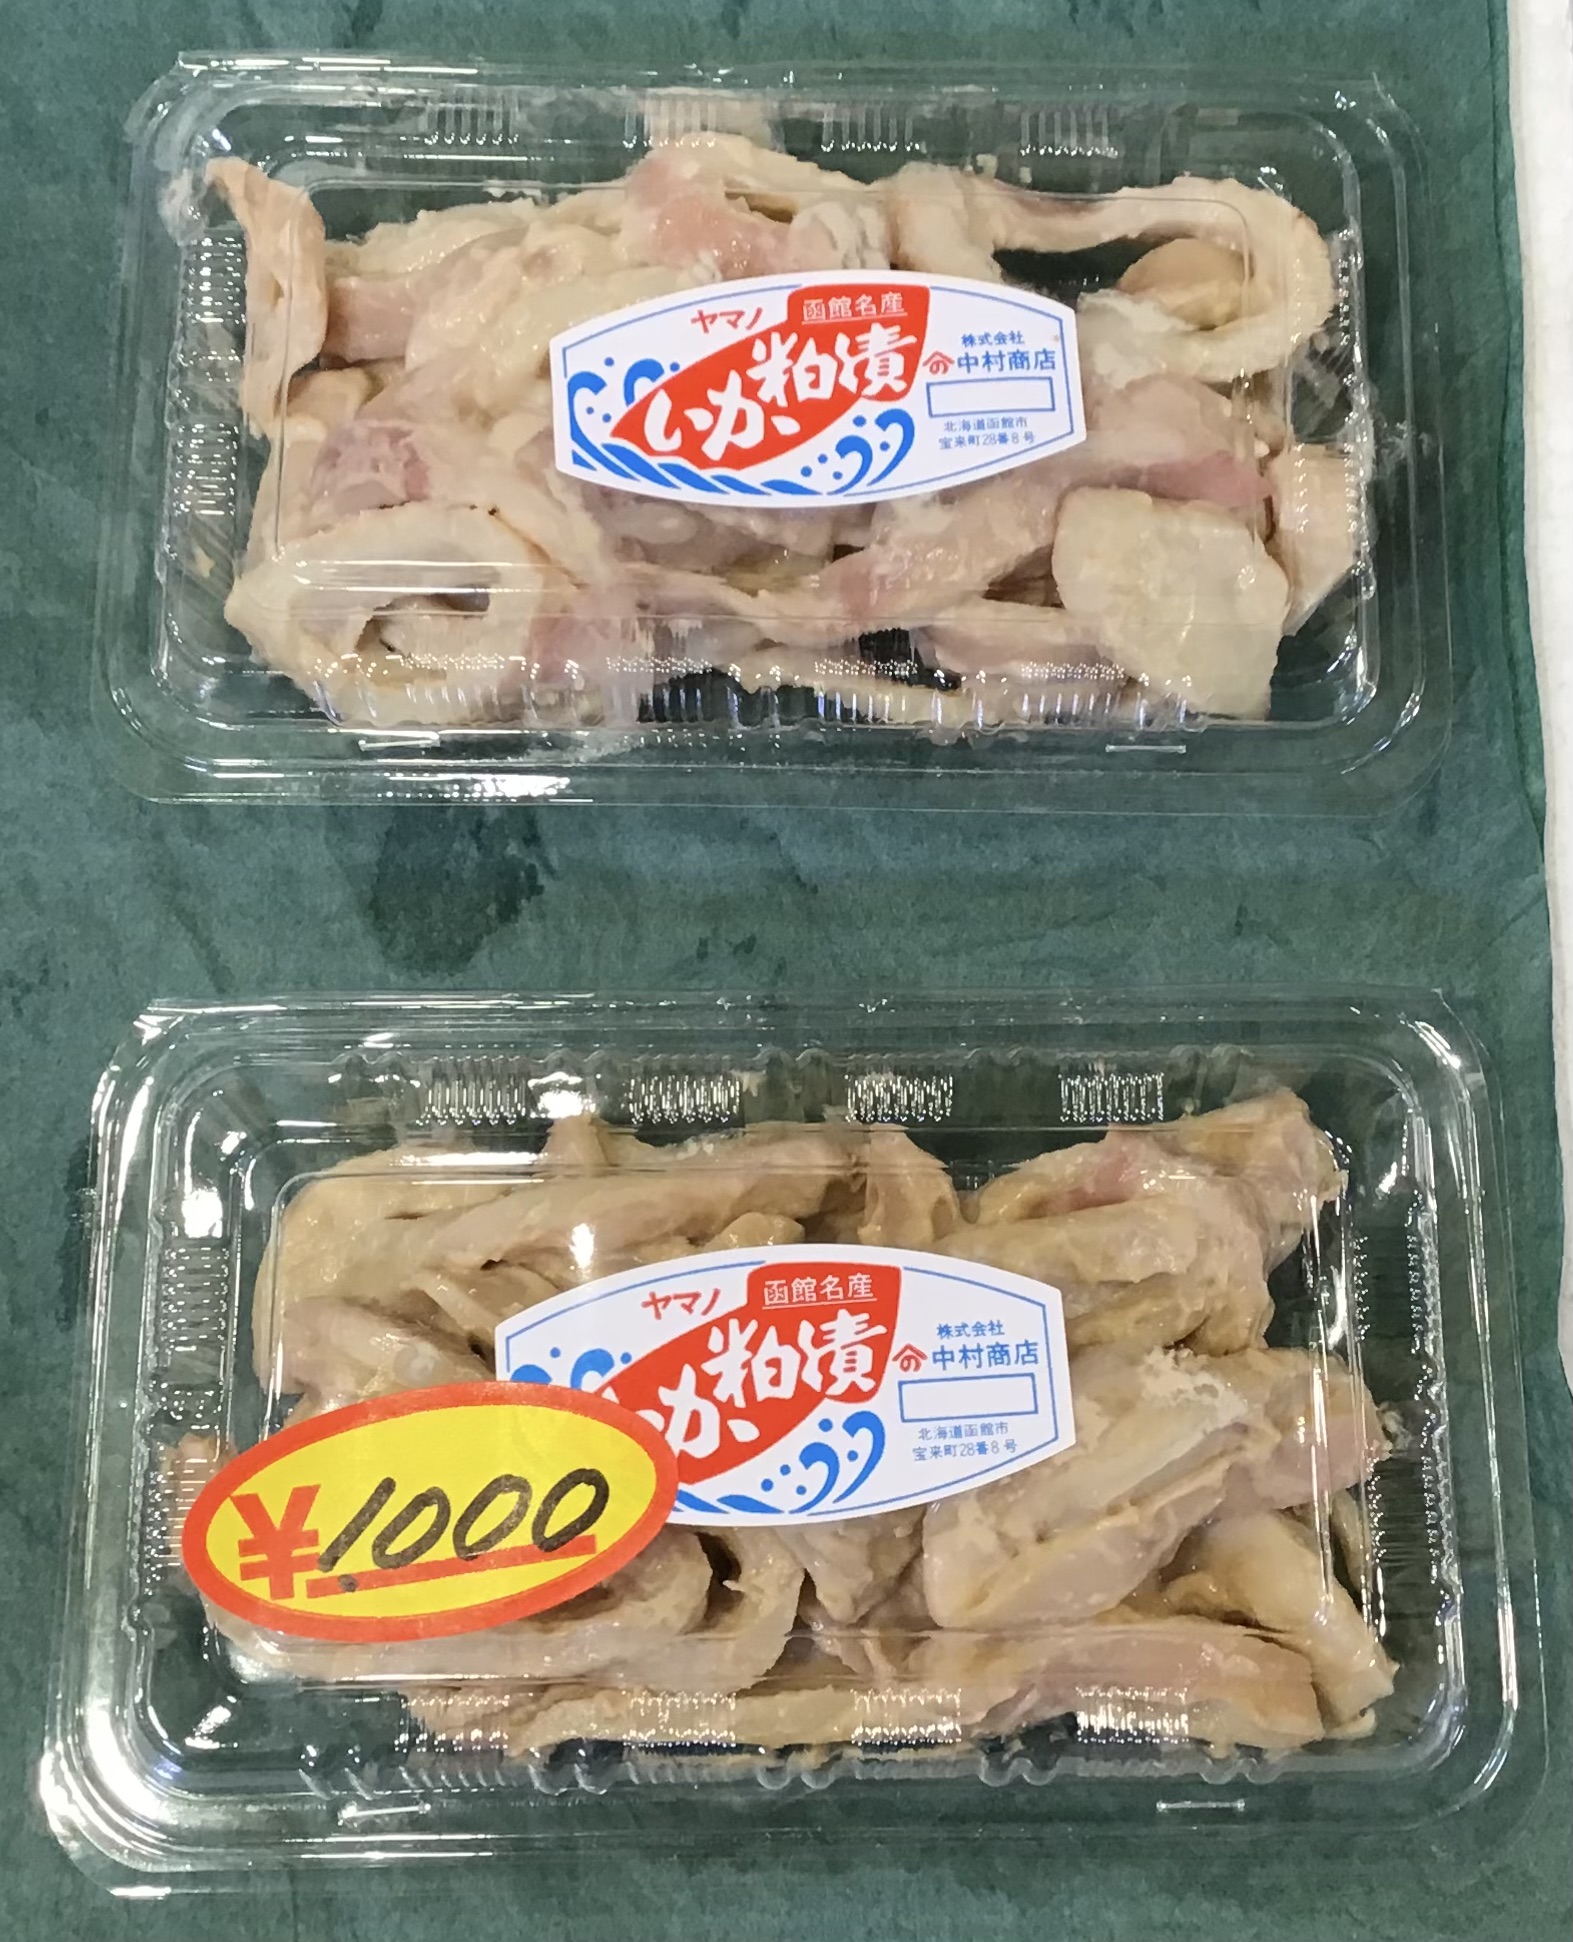 ヤマノ 函館名産
いか粕漬
株式会社
の中村商店
北海道函館市
宝来町28番8号
ヤマノ 函館名産
か粕漬
株式会社
の中村商店
北海道函館市
宝来町28番8号
¥1000